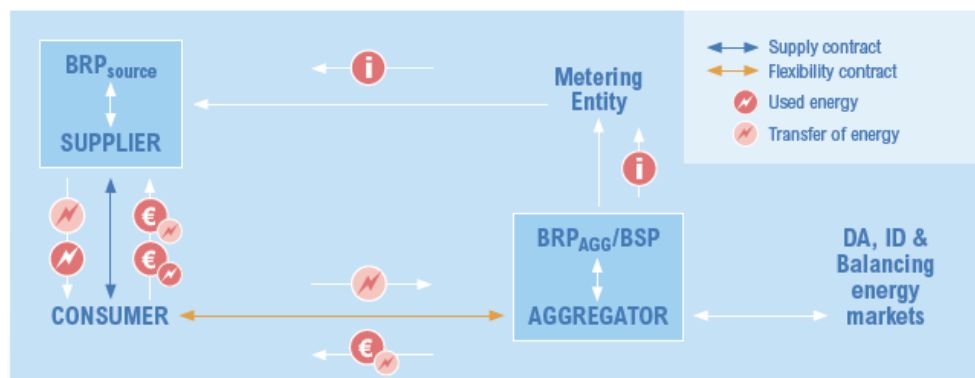 BRPsource
SUPPLIER
i
Metering
Entity
Supply contract
Flexibility contract
Used energy
Transfer of energy
i
€
€
BRPAGG/BSP
AGGREGATOR
DA, ID &
Balancing
energy
markets
CONSUMER
€